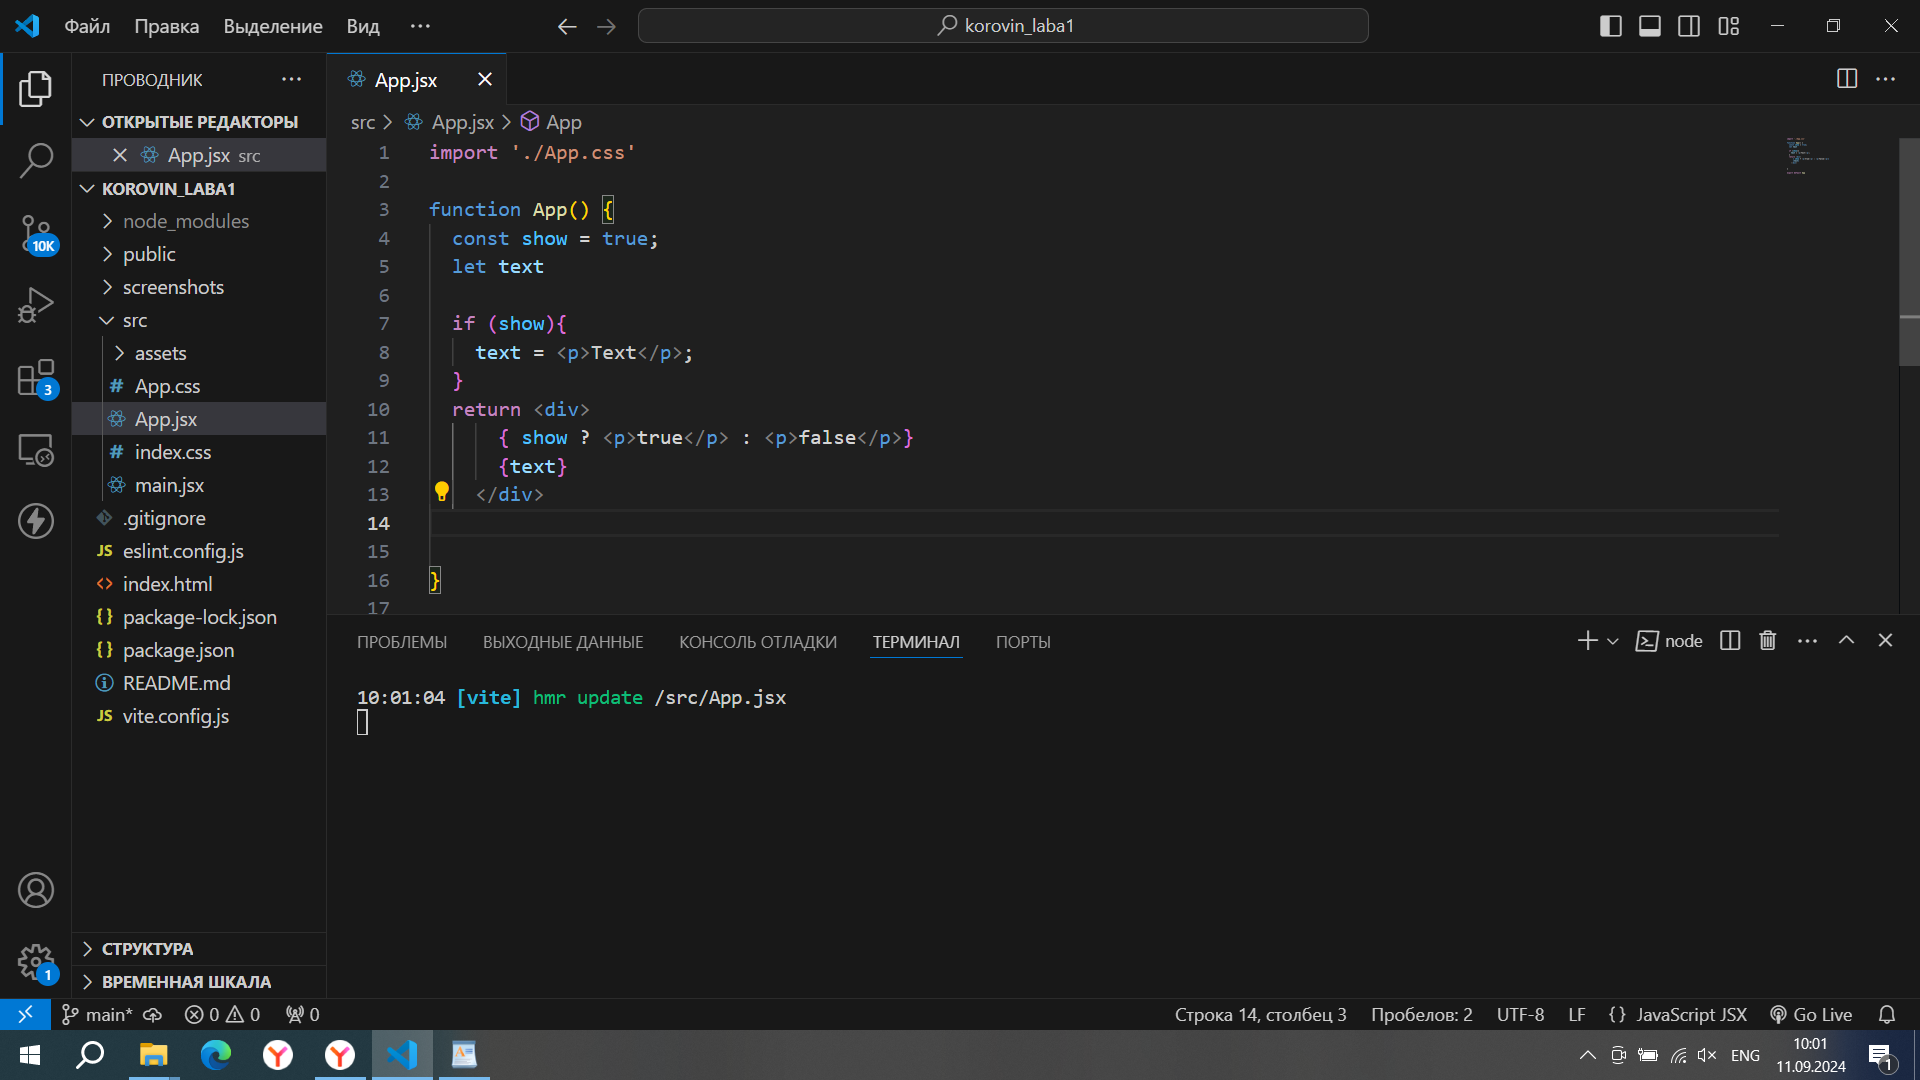 Файл Правка Выделение Вид ···
korovin_laba1
ПРОВОДНИК ···
ОТКРЫТЫЕ РЕДАКТОРЫ
App.jsx src
KOROVIN_LABA1
node_modules
public
screenshots
src
assets
# App.css
App.jsx
# index.css
main.jsx
.gitignore
JS eslint.config.js
<> index.html
{} package-lock.json
{} package.json
README.md
JS vite.config.js
СТРУКТУРА
ВРЕМЕННАЯ ШКАЛА
10K
3
1
App.jsx
src > App.jsx > App
1 import './App.css'
2
3 function App() {
4 const show = true;
5 let text
6
7 if (show){
8 text = <p>Text</p>;
9 }
10 return <div>
11 { show ? <p>true</p> : <p>false</p>}
12 {text}
13 </div>
14
15
16 }
17
ПРОБЛЕМЫ ВЫХОДНЫЕ ДАННЫЕ КОНСОЛЬ ОТЛАДКИ ТЕРМИНАЛ ПОРТЫ
node
10:01:04 [vite] hmr update /src/App.jsx
main* 0 0 0
Строка 14, столбец 3 Пробелов: 2 UTF-8 LF {} JavaScript JSX Go Live
ENG
10:01
11.09.2024
1